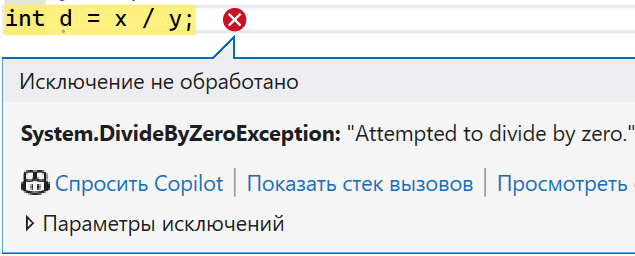 int d = x / y;
Исключение не обработано
System.DivideByZeroException: "Attempted to divide by zero."
Спросить Copilot | Показать стек вызовов | Просмотреть
Параметры исключений